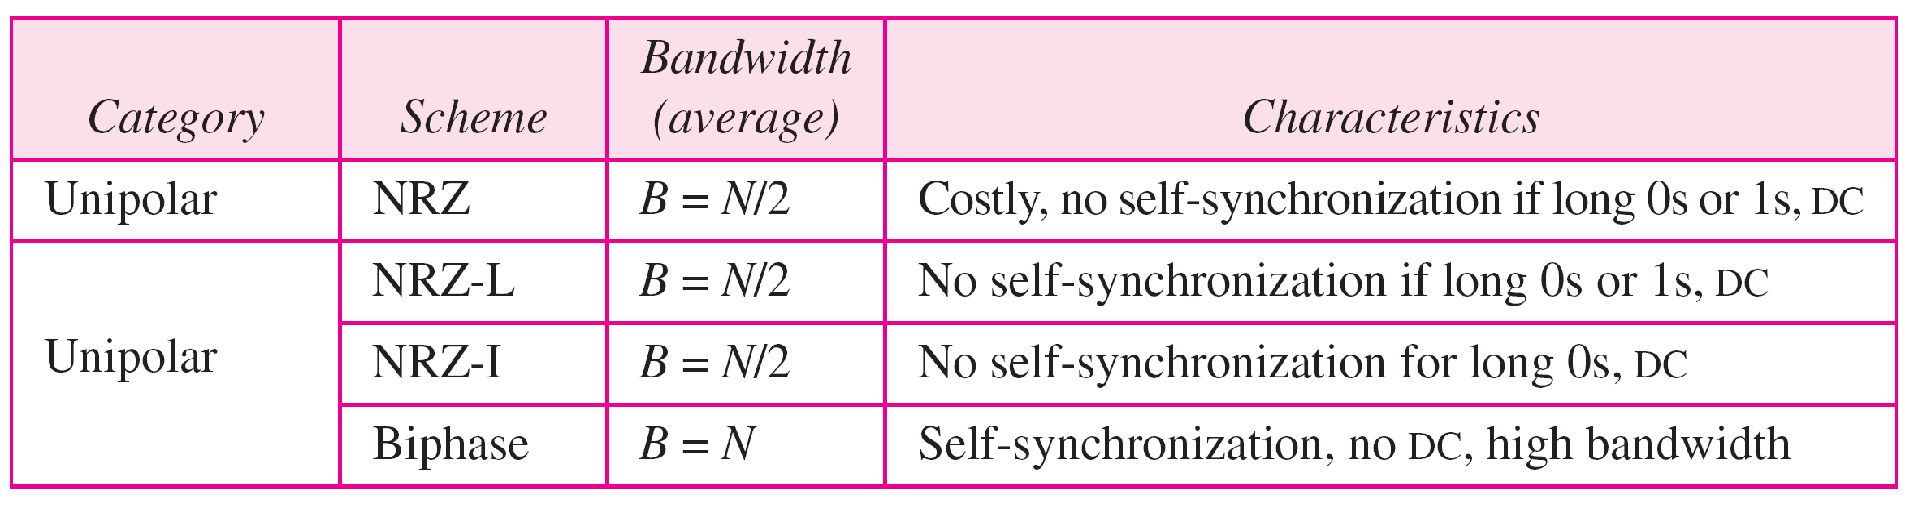 Category Scheme Bandwidth (average) Characteristics
Unipolar NRZ B = N/2 Costly, no self-synchronization if long 0s or 1s, DC
Unipolar NRZ-L B = N/2 No self-synchronization if long 0s or 1s, DC
NRZ-I B = N/2 No self-synchronization for long 0s, DC
Biphase B = N Self-synchronization, no DC, high bandwidth